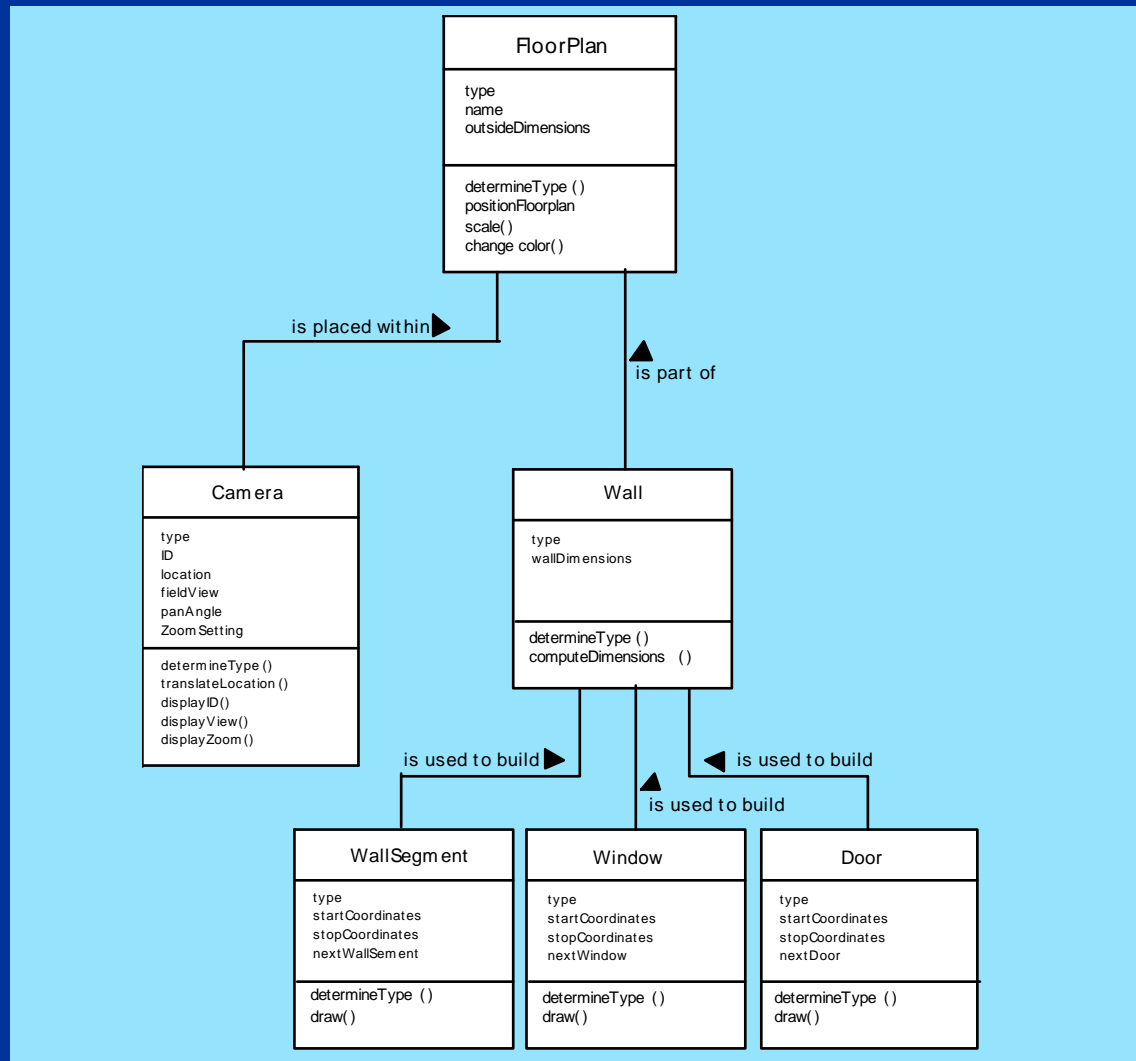 FloorPlan
type
name
outsideDimensions
determineType ()
positionFloorplan
scale()
change color()
is placed within
is part of
Camera
type
ID
location
fieldView
panAngle
ZoomSetting
determineType ()
translateLocation ()
displayID()
displayView()
displayZoom()
Wall
type
wallDimensions
determineType ()
computeDimensions ()
is used to build
is used to build
is used to build
WallSegment
type
startCoordinates
stopCoordinates
nextWallSement
determineType ()
draw()
Window
type
startCoordinates
stopCoordinates
nextWindow
determineType ()
draw()
Door
type
startCoordinates
stopCoordinates
nextDoor
determineType ()
draw()